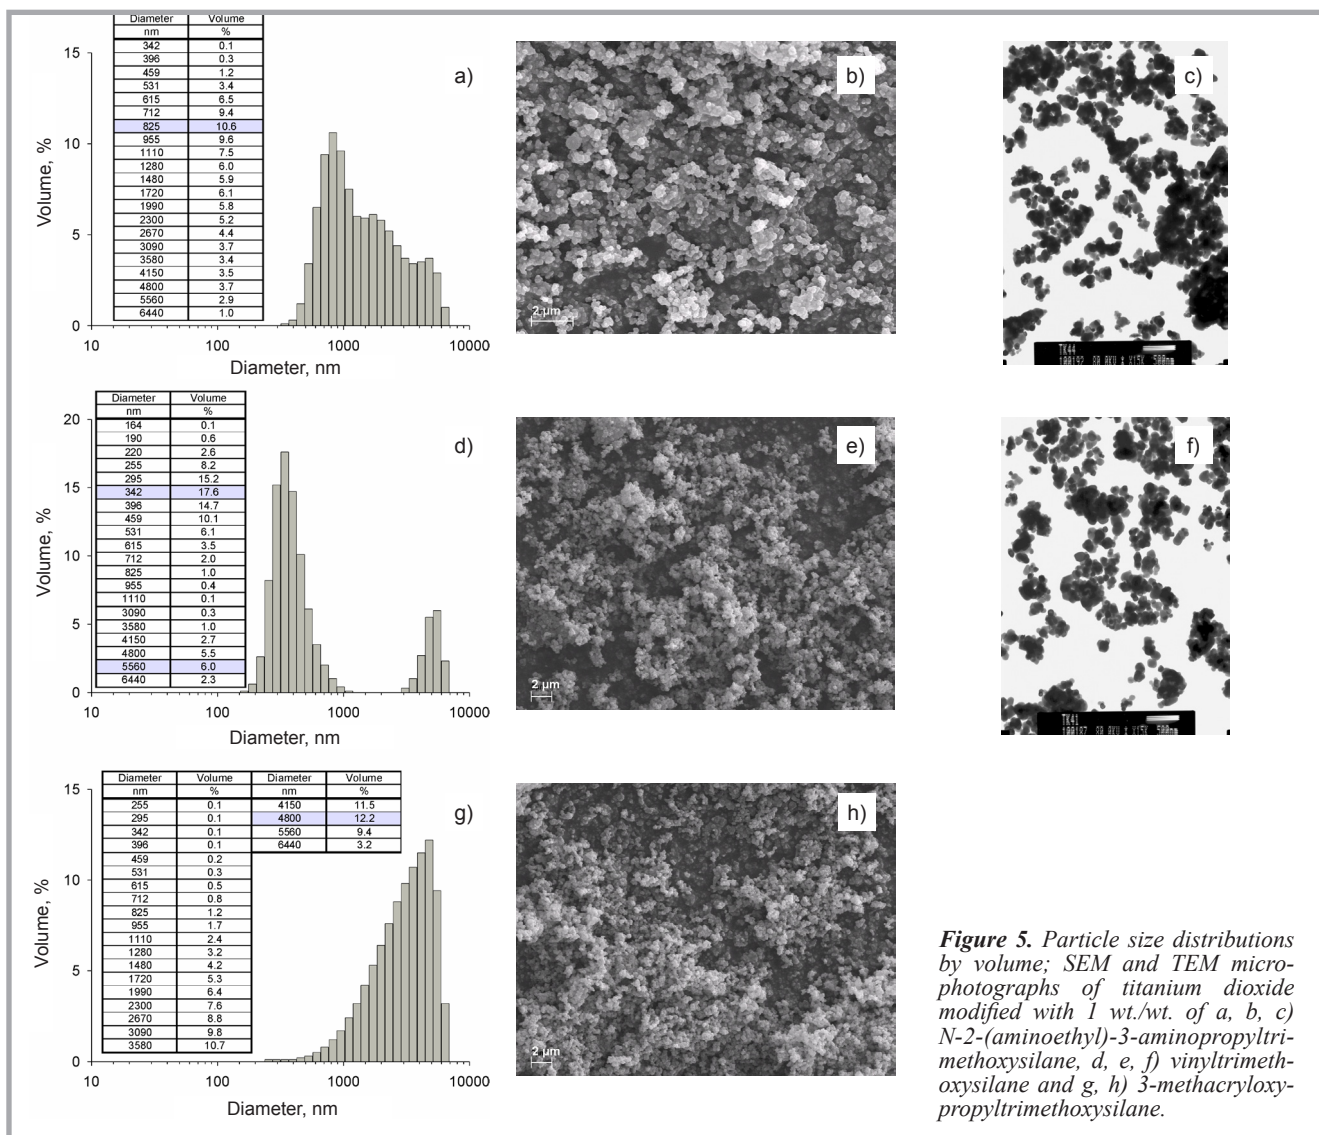 Diameter Volume
nm %
342 0.1
396 0.3
459 1.2
531 3.4
615 6.5
712 9.4
825 10.6
955 9.6
1110 7.5
1280 6.0
1480 5.9
1720 6.1
1990 5.8
2300 5.2
2670 4.4
3090 3.7
3580 3.4
4150 3.5
4800 3.7
5560 2.9
6440 1.0
Volume, %
15
10
5
0
10 100 1000 10000
Diameter, nm
a)
b)
2 µm
c)
TK44
100192 80.0KV X15K 500nm
Diameter Volume
nm %
164 0.1
190 0.6
220 2.6
255 8.2
295 15.2
342 17.6
396 14.7
459 10.1
531 6.1
615 3.5
712 2.0
825 1.0
955 0.4
1110 0.1
3090 0.3
3580 1.0
4150 2.7
4800 5.5
5560 6.0
6440 2.3
Volume, %
20
15
10
5
0
10 100 1000 10000
Diameter, nm
d)
e)
2 µm
f)
TK41
100187 80.0KV X15K 500nm
Diameter Volume Diameter Volume
nm % nm %
255 0.1 4150 11.5
295 0.1 4800 12.2
342 0.1 5560 9.4
396 0.1 6440 3.2
459 0.2
531 0.3
615 0.5
712 0.8
825 1.2
955 1.7
1110 2.4
1280 3.2
1480 4.2
1720 5.3
1990 6.4
2300 7.6
2670 8.8
3090 9.8
3580 10.7
Volume, %
15
10
5
0
10 100 1000 10000
Diameter, nm
g)
h)
2 µm
Figure 5. Particle size distributions
by volume; SEM and TEM micro-
photographs of titanium dioxide
modified with 1 wt./wt. of a, b, c)
N-2-(aminoethyl)-3-aminopropyltri-
methoxysilane, d, e, f) vinyltrimeth-
oxysilane and g, h) 3-methacryloxy-
propyltrimethoxysilane.